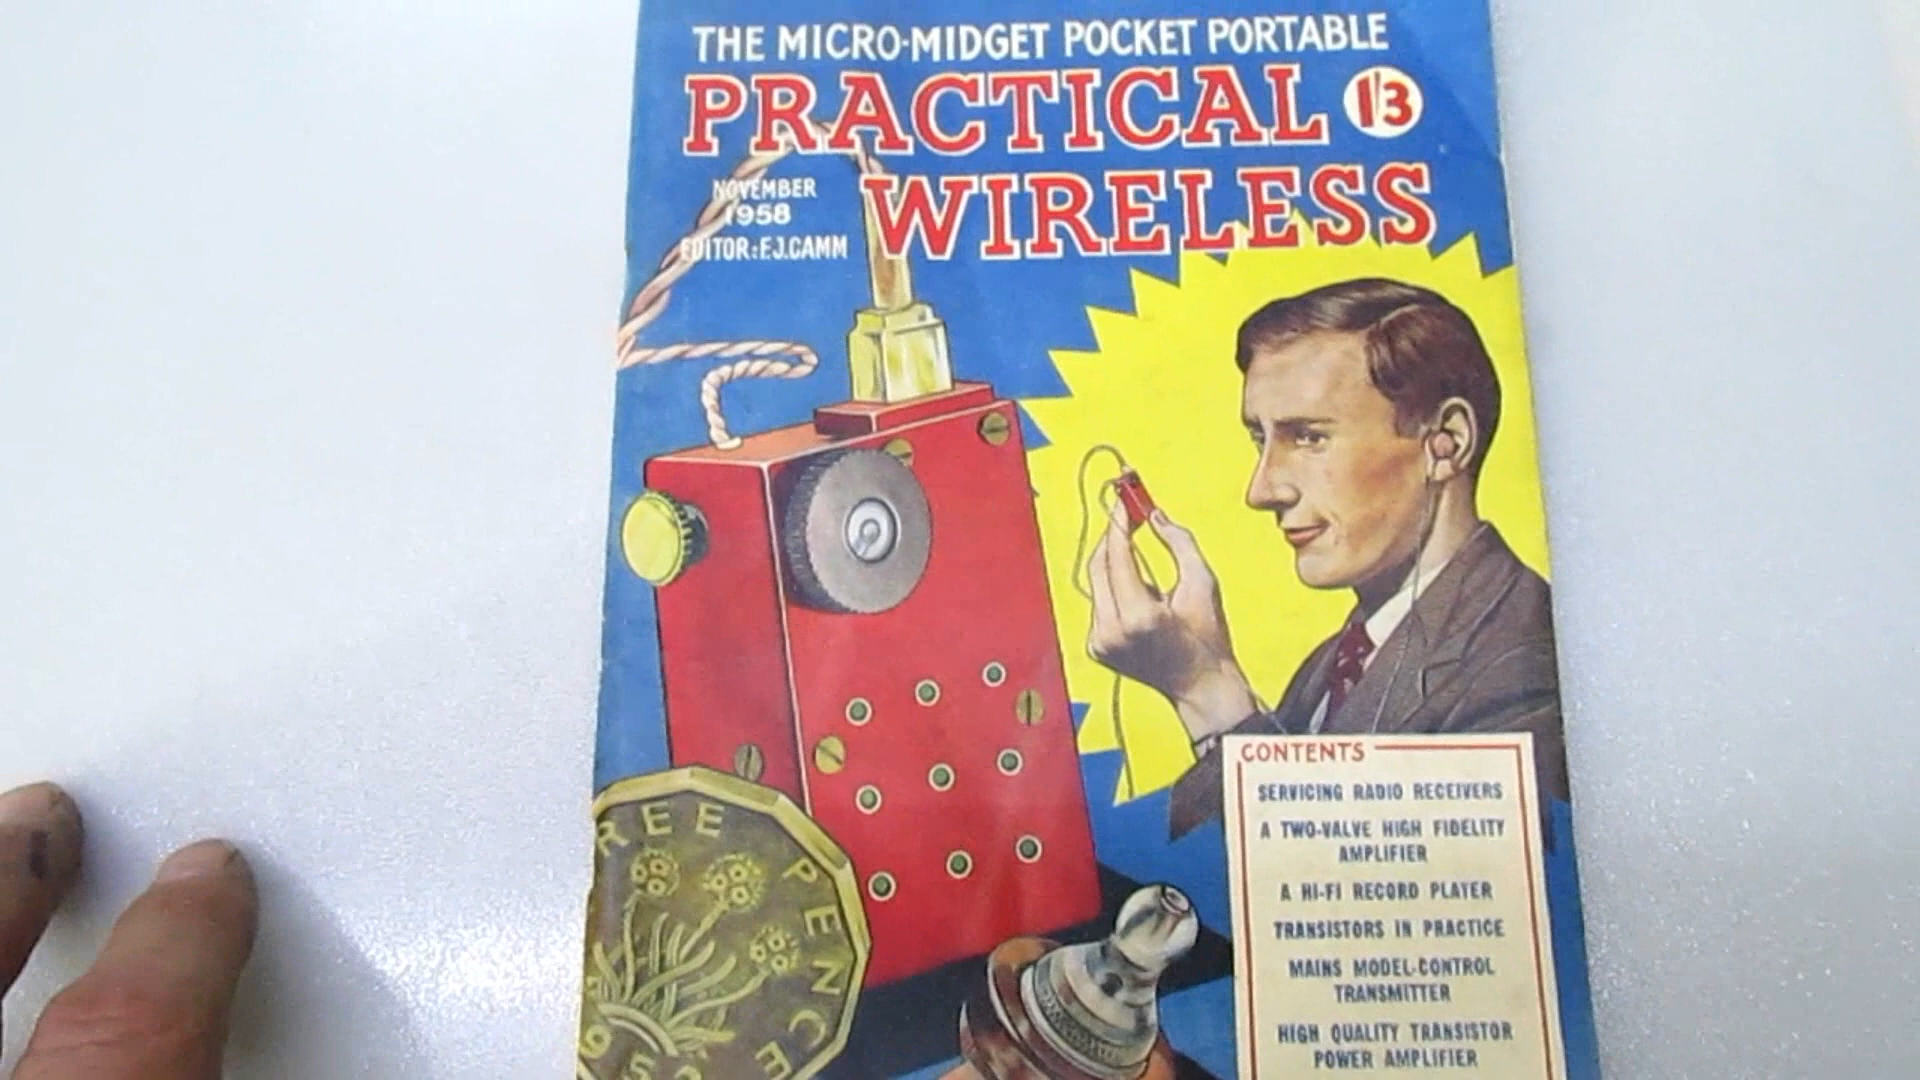 THE MICRO-MIDGET POCKET PORTABLE
PRACTICAL 1/3
WIRELESS
NOVEMBER
1958
EDITOR: F.J. CAMM
CONTENTS
SERVICING RADIO RECEIVERS
A TWO-VALVE HIGH FIDELITY
AMPLIFIER
A HI-FI RECORD PLAYER
TRANSISTORS IN PRACTICE
MAINS MODEL-CONTROL
TRANSMITTER
HIGH QUALITY TRANSISTOR
POWER AMPLIFIER
REE PENCE